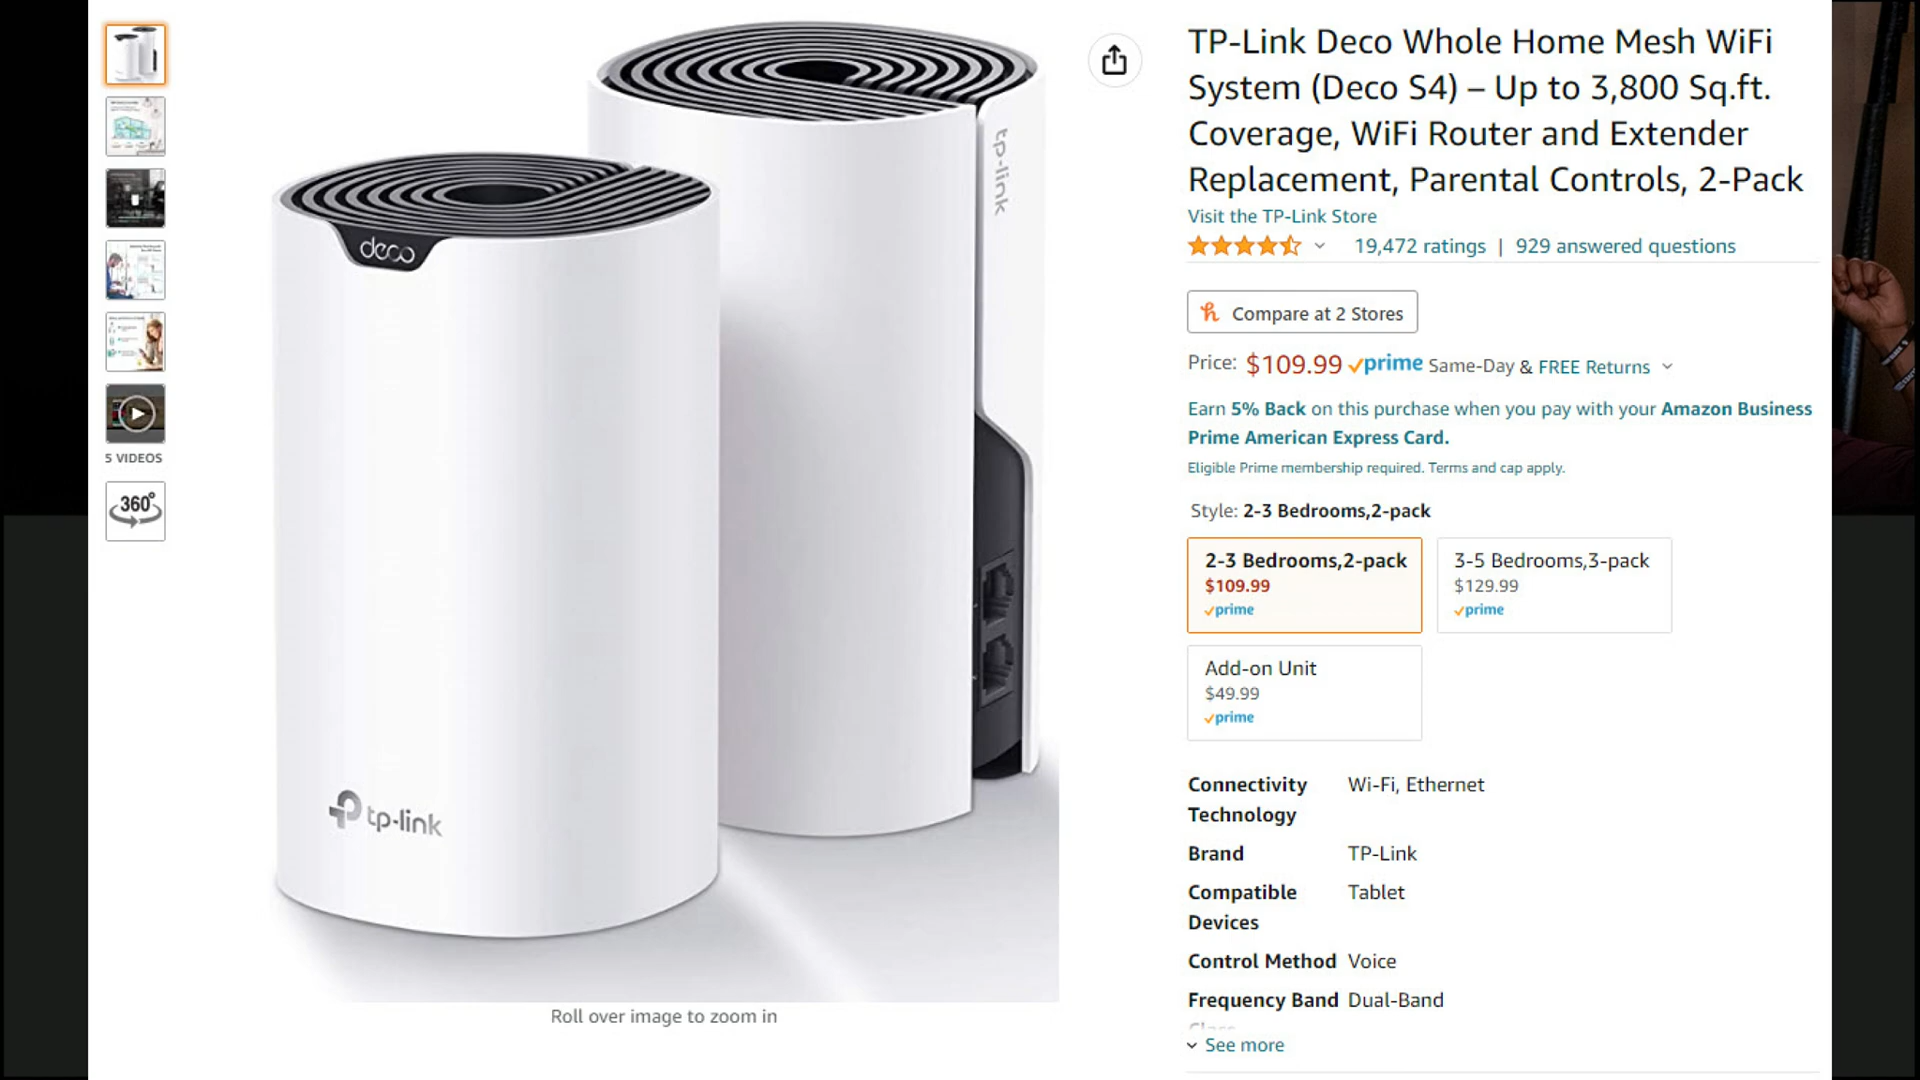 TP-Link Deco Whole Home Mesh WiFi
System (Deco S4) – Up to 3,800 Sq.ft.
Coverage, WiFi Router and Extender
Replacement, Parental Controls, 2-Pack
Visit the TP-Link Store
19,472 ratings | 929 answered questions
Compare at 2 Stores
Price: $109.99 prime Same-Day & FREE Returns
Earn 5% Back on this purchase when you pay with your Amazon Business
Prime American Express Card.
Eligible Prime membership required. Terms and cap apply.
Style: 2-3 Bedrooms,2-pack
2-3 Bedrooms,2-pack
$109.99
prime
3-5 Bedrooms,3-pack
$129.99
prime
Add-on Unit
$49.99
prime
Connectivity Technology Wi-Fi, Ethernet
Brand TP-Link
Compatible Devices Tablet
Control Method Voice
Frequency Band Dual-Band
See more
5 VIDEOS
360°
deco
tp-link
tp-link
Roll over image to zoom in